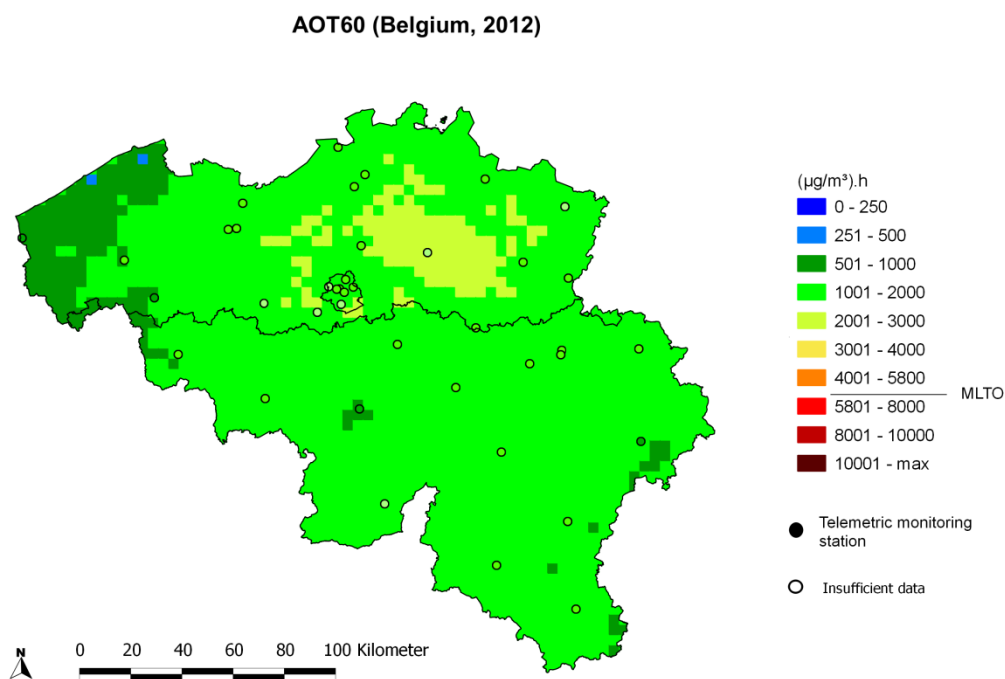 AOT60 (Belgium, 2012)
(µg/m³).h
0 - 250
251 - 500
501 - 1000
1001 - 2000
2001 - 3000
3001 - 4000
4001 - 5800
MLTO
5801 - 8000
8001 - 10000
10001 - max
Telemetric monitoring
station
Insufficient data
N
0 20 40 60 80 100 Kilometer